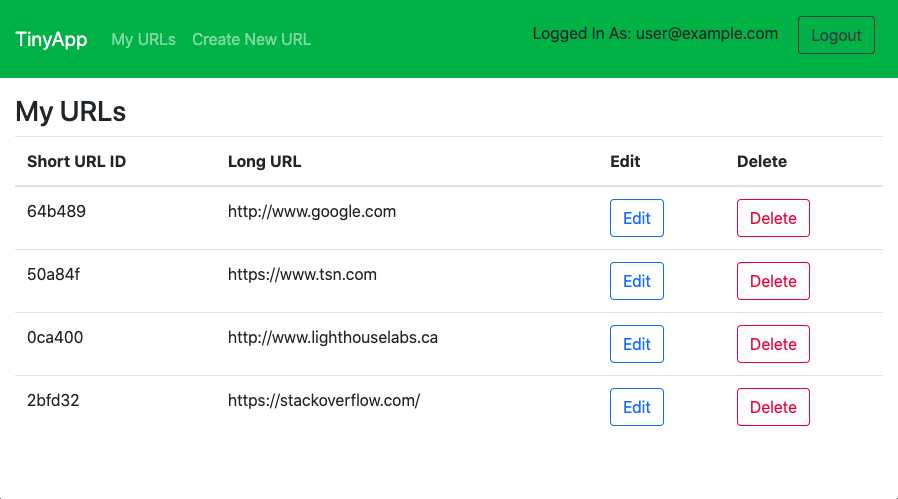 TinyApp My URLs Create New URL Logged In As: user@example.com Logout
My URLs
Short URL ID Long URL Edit Delete
64b489 http://www.google.com Edit Delete
50a84f https://www.tsn.com Edit Delete
0ca400 http://www.lighthouselabs.ca Edit Delete
2bfd32 https://stackoverflow.com/ Edit Delete